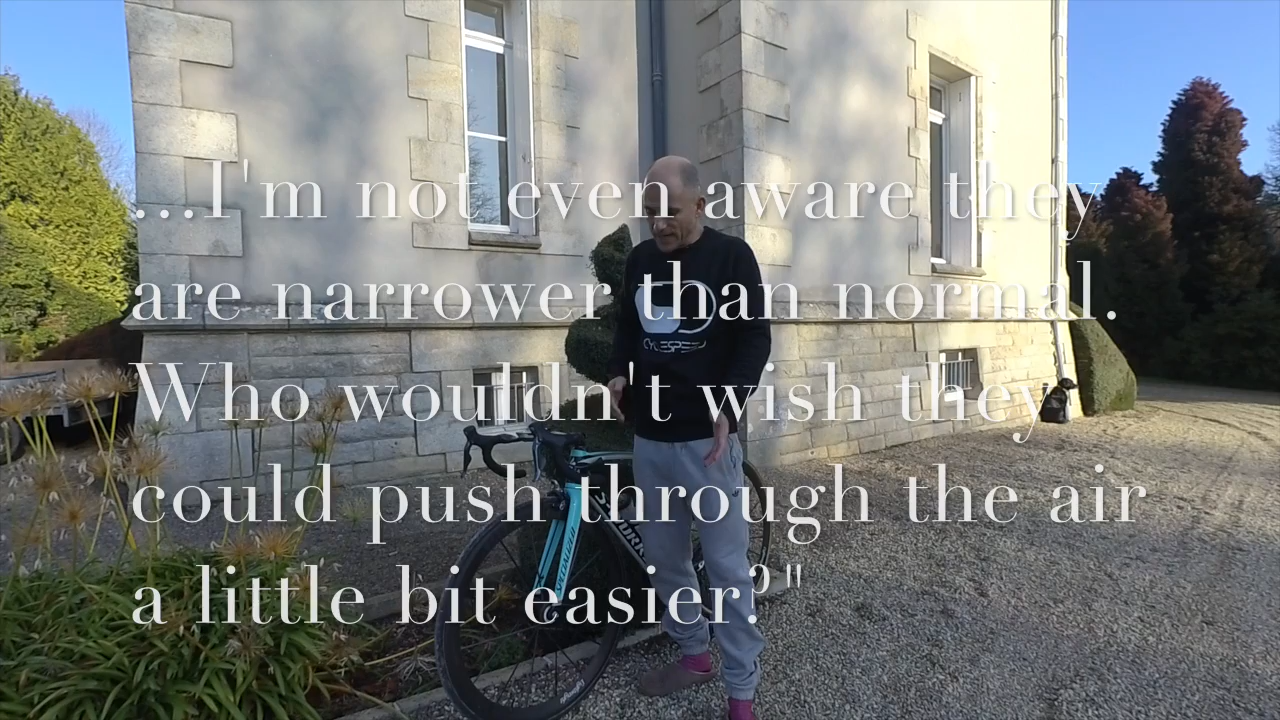 ...I'm not even aware they
are narrower than normal.
Who wouldn't wish they
could push through the air
a little bit easier?"
SPECIALIZED